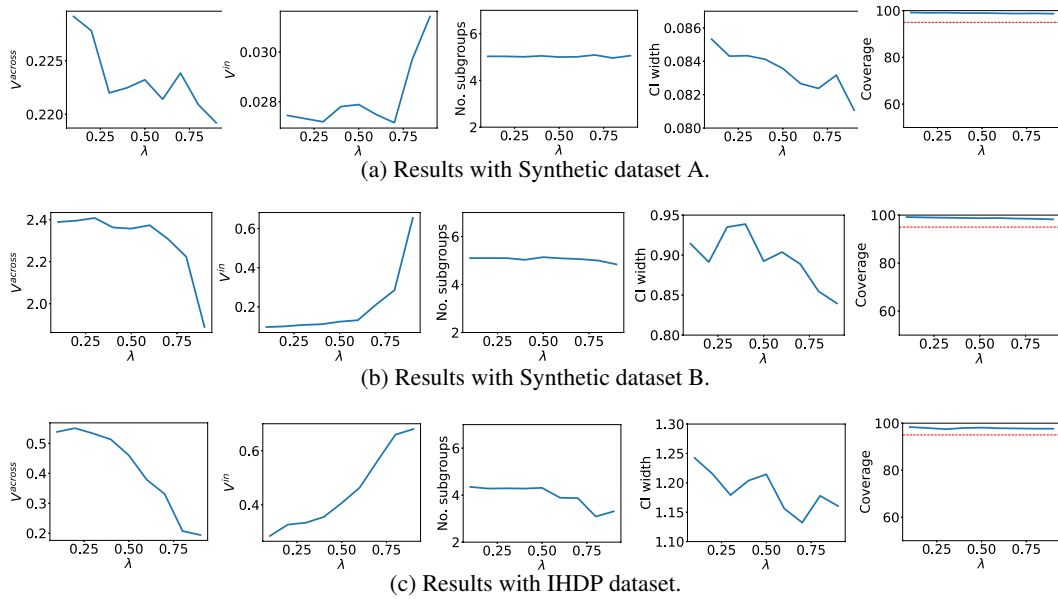 V^across
0.225
0.220
0.25 0.50 0.75
λ
V^in
0.030
0.028
0.25 0.50 0.75
λ
No. subgroups
6
4
2
0.25 0.50 0.75
λ
CI width
0.086
0.084
0.082
0.080
0.25 0.50 0.75
λ
Coverage
100
80
60
0.25 0.50 0.75
λ
(a) Results with Synthetic dataset A.
V^across
2.4
2.2
2.0
0.25 0.50 0.75
λ
V^in
0.6
0.4
0.2
0.25 0.50 0.75
λ
No. subgroups
6
4
2
0.25 0.50 0.75
λ
CI width
0.95
0.90
0.85
0.80
0.25 0.50 0.75
λ
Coverage
100
80
60
0.25 0.50 0.75
λ
(b) Results with Synthetic dataset B.
V^across
0.5
0.4
0.3
0.2
0.25 0.50 0.75
λ
V^in
0.6
0.4
0.25 0.50 0.75
λ
No. subgroups
6
4
2
0.25 0.50 0.75
λ
CI width
1.30
1.25
1.20
1.15
1.10
0.25 0.50 0.75
λ
Coverage
100
80
60
0.25 0.50 0.75
λ
(c) Results with IHDP dataset.